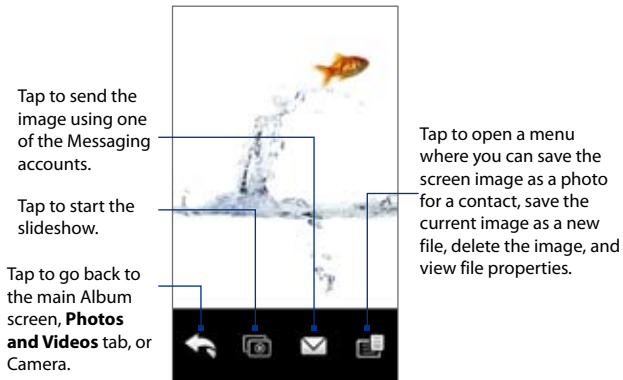 Tap to send the
image using one
of the Messaging
accounts.
Tap to start the
slideshow.
Tap to go back to
the main Album
screen, Photos
and Videos tab, or
Camera.
Tap to open a menu
where you can save the
screen image as a photo
for a contact, save the
current image as a new
file, delete the image, and
view file properties.